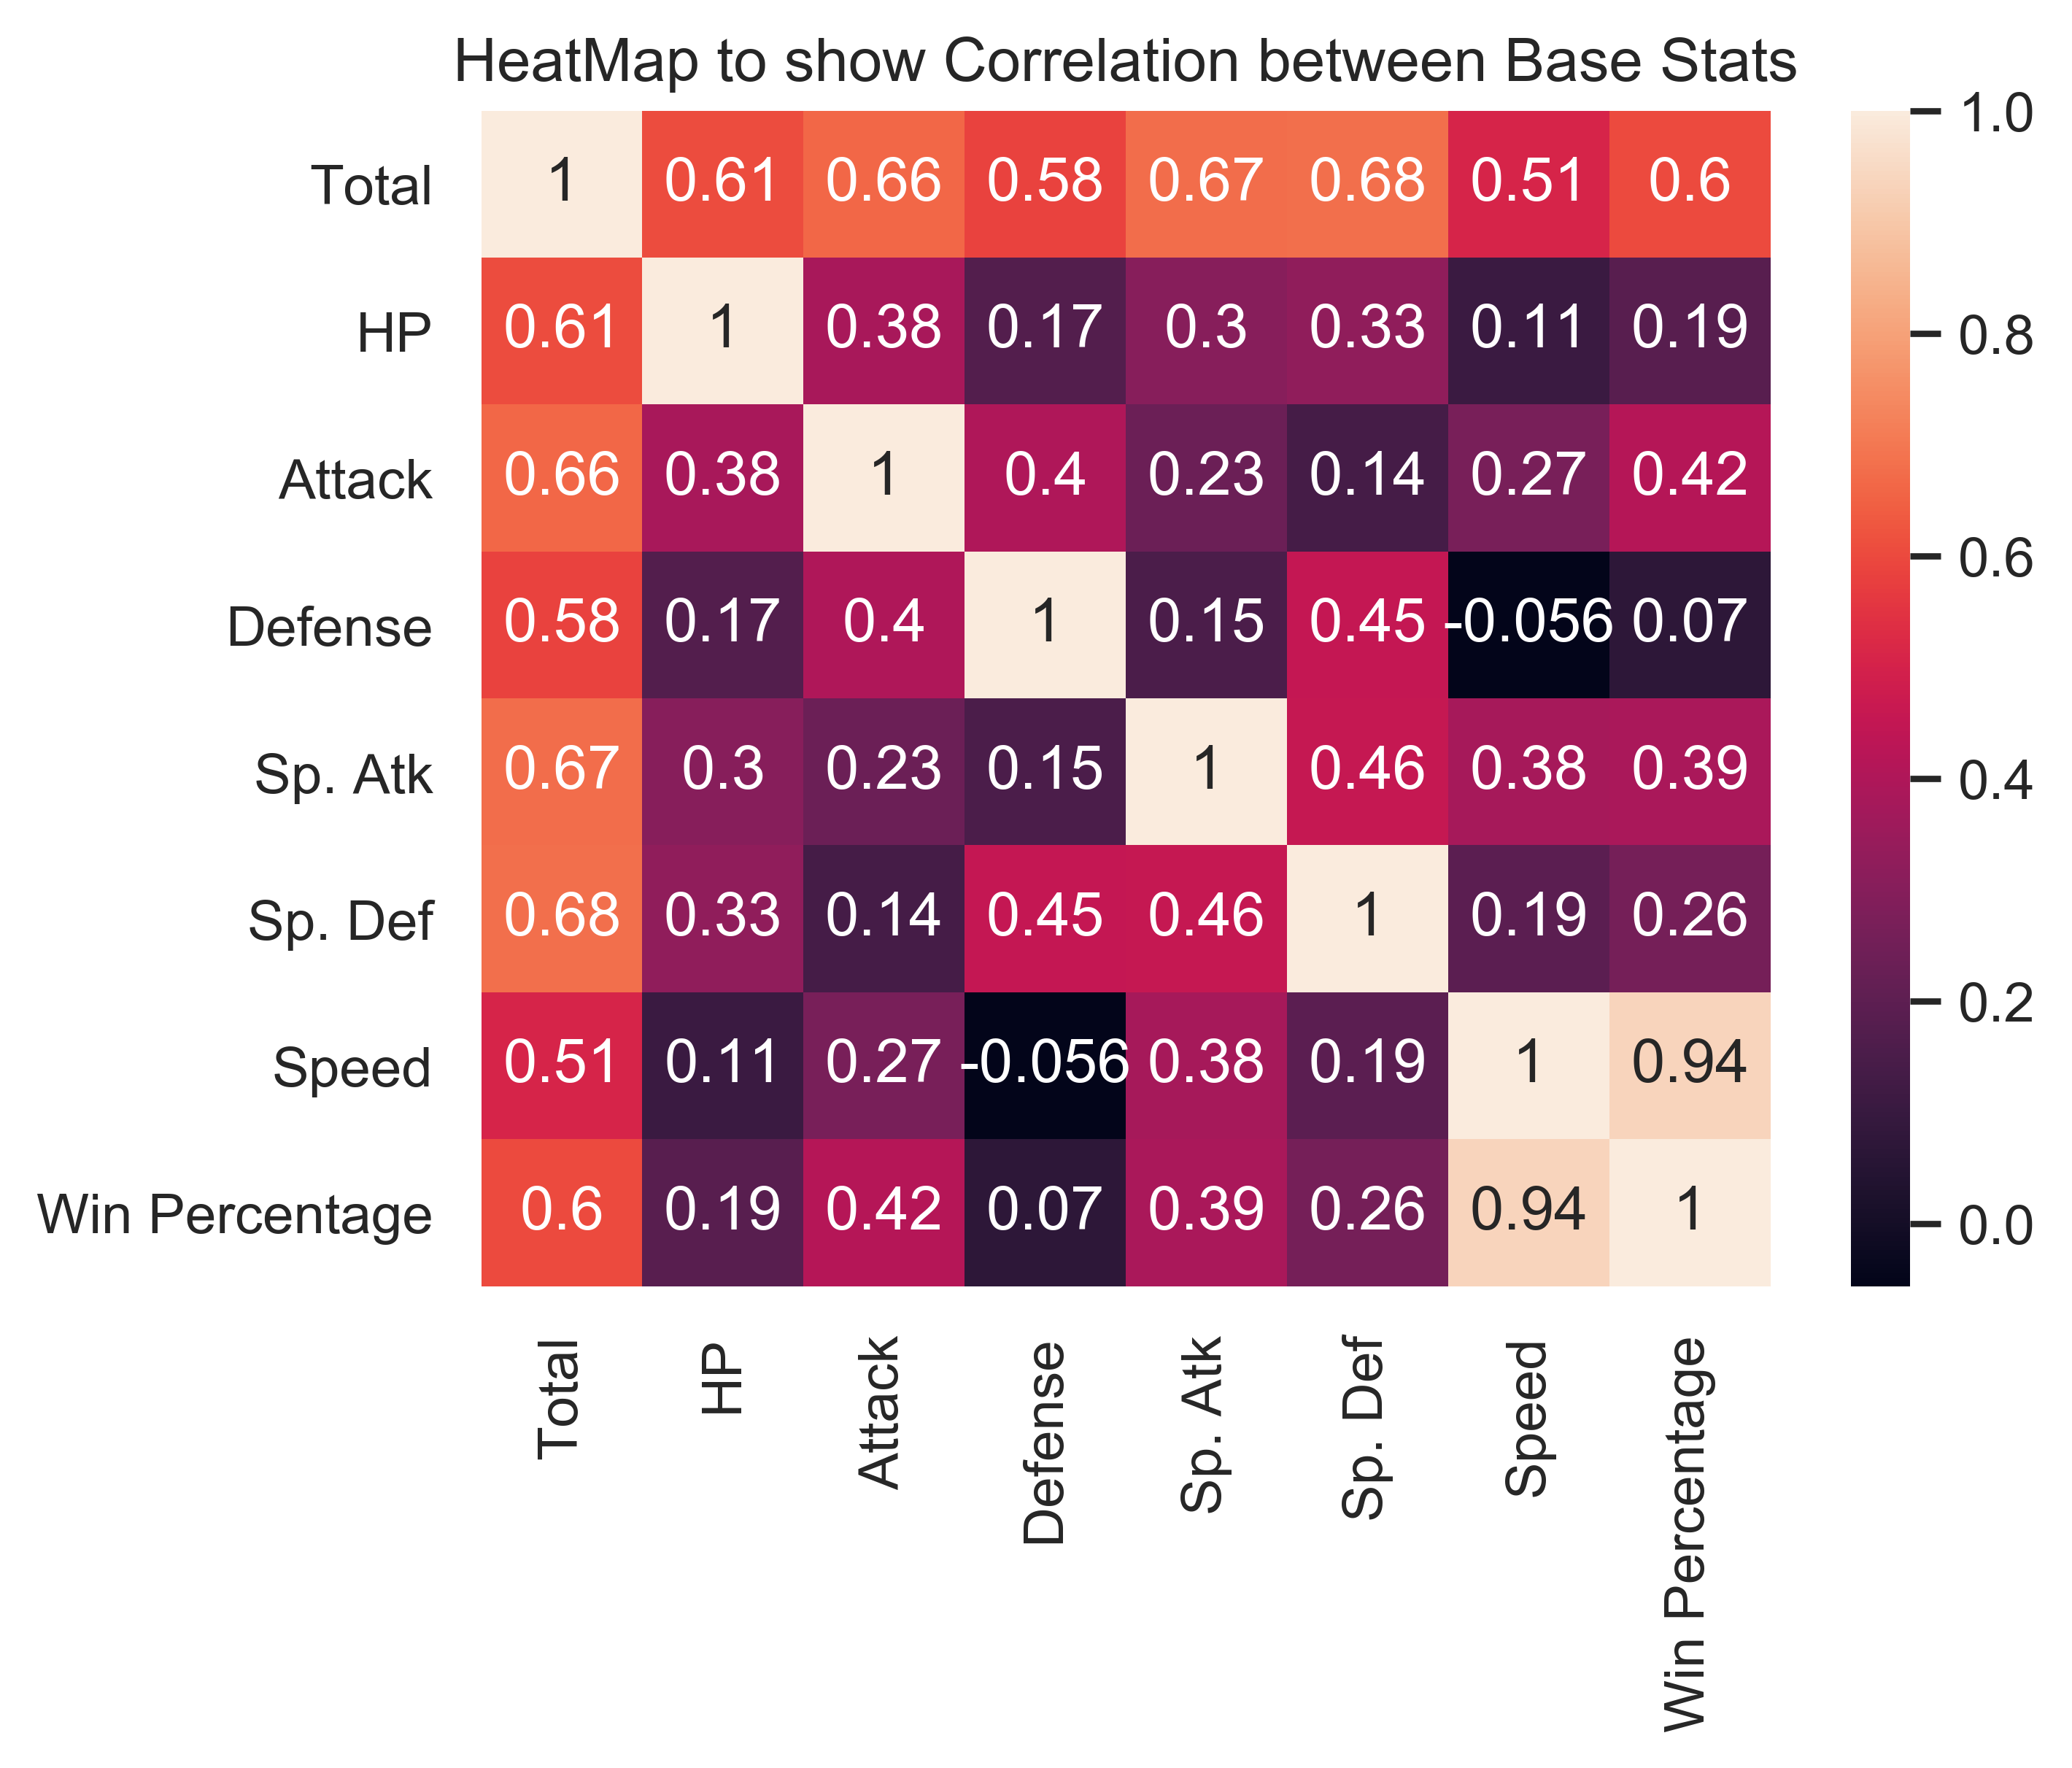 HeatMap to show Correlation between Base Stats
Total 1 0.61 0.66 0.58 0.67 0.68 0.51 0.6
HP 0.61 1 0.38 0.17 0.3 0.33 0.11 0.19
Attack 0.66 0.38 1 0.4 0.23 0.14 0.27 0.42
Defense 0.58 0.17 0.4 1 0.15 0.45 -0.056 0.07
Sp. Atk 0.67 0.3 0.23 0.15 1 0.46 0.38 0.39
Sp. Def 0.68 0.33 0.14 0.45 0.46 1 0.19 0.26
Speed 0.51 0.11 0.27 -0.056 0.38 0.19 1 0.94
Win Percentage 0.6 0.19 0.42 0.07 0.39 0.26 0.94 1
Total
HP
Attack
Defense
Sp. Atk
Sp. Def
Speed
Win Percentage
1.0
0.8
0.6
0.4
0.2
0.0